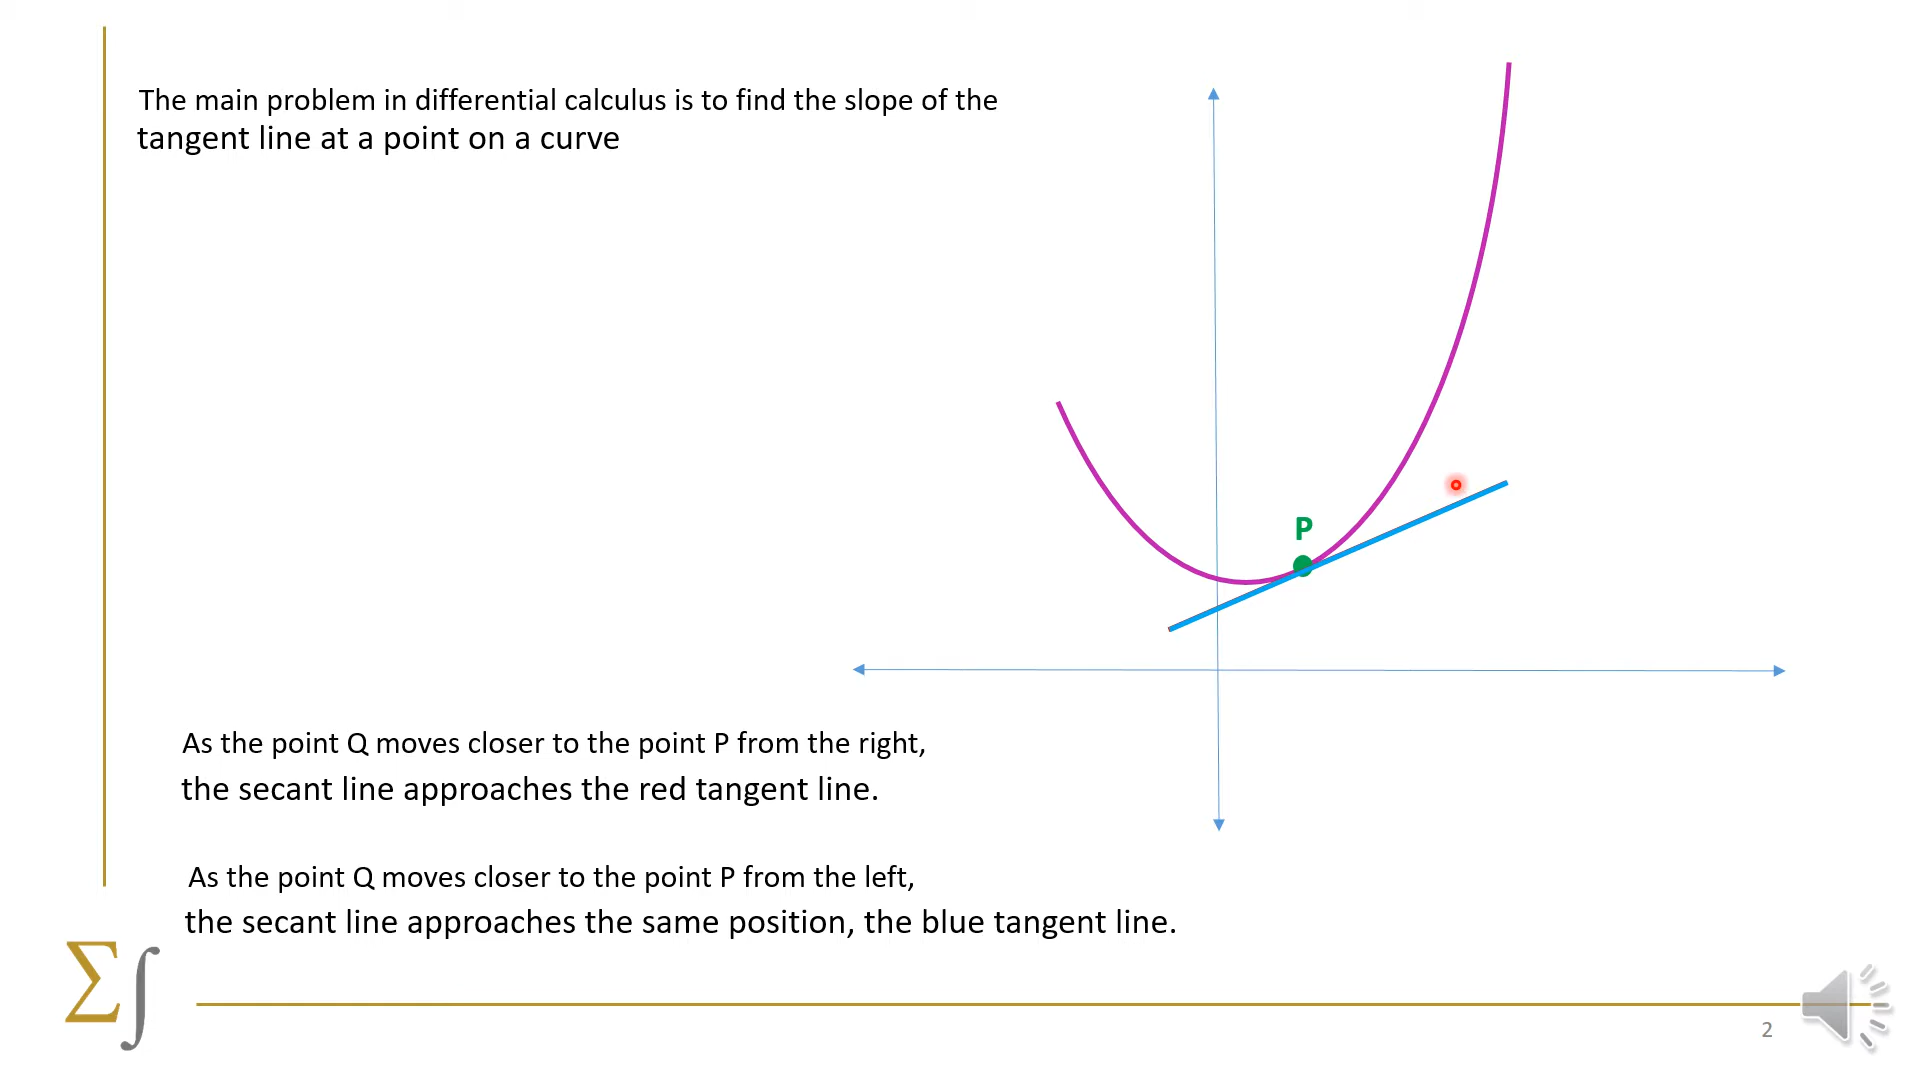 The main problem in differential calculus is to find the slope of the
tangent line at a point on a curve
P
As the point Q moves closer to the point P from the right,
the secant line approaches the red tangent line.
As the point Q moves closer to the point P from the left,
the secant line approaches the same position, the blue tangent line.
∑∫
2